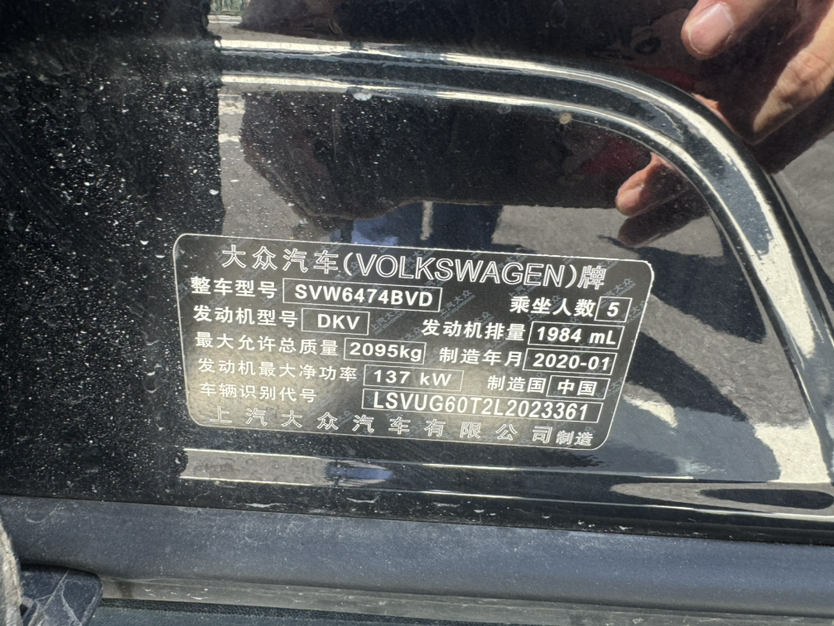 大众汽车(VOLKSWAGEN)牌
整车型号 SVW6474BVD 乘坐人数 5
发动机型号 DKV 发动机排量 1984 mL
最大允许总质量 2095kg 制造年月 2020-01
发动机最大净功率 137 kW 制造国 中国
车辆识别代号 LSVUG60T2L2023361
上汽大众汽车有限公司制造